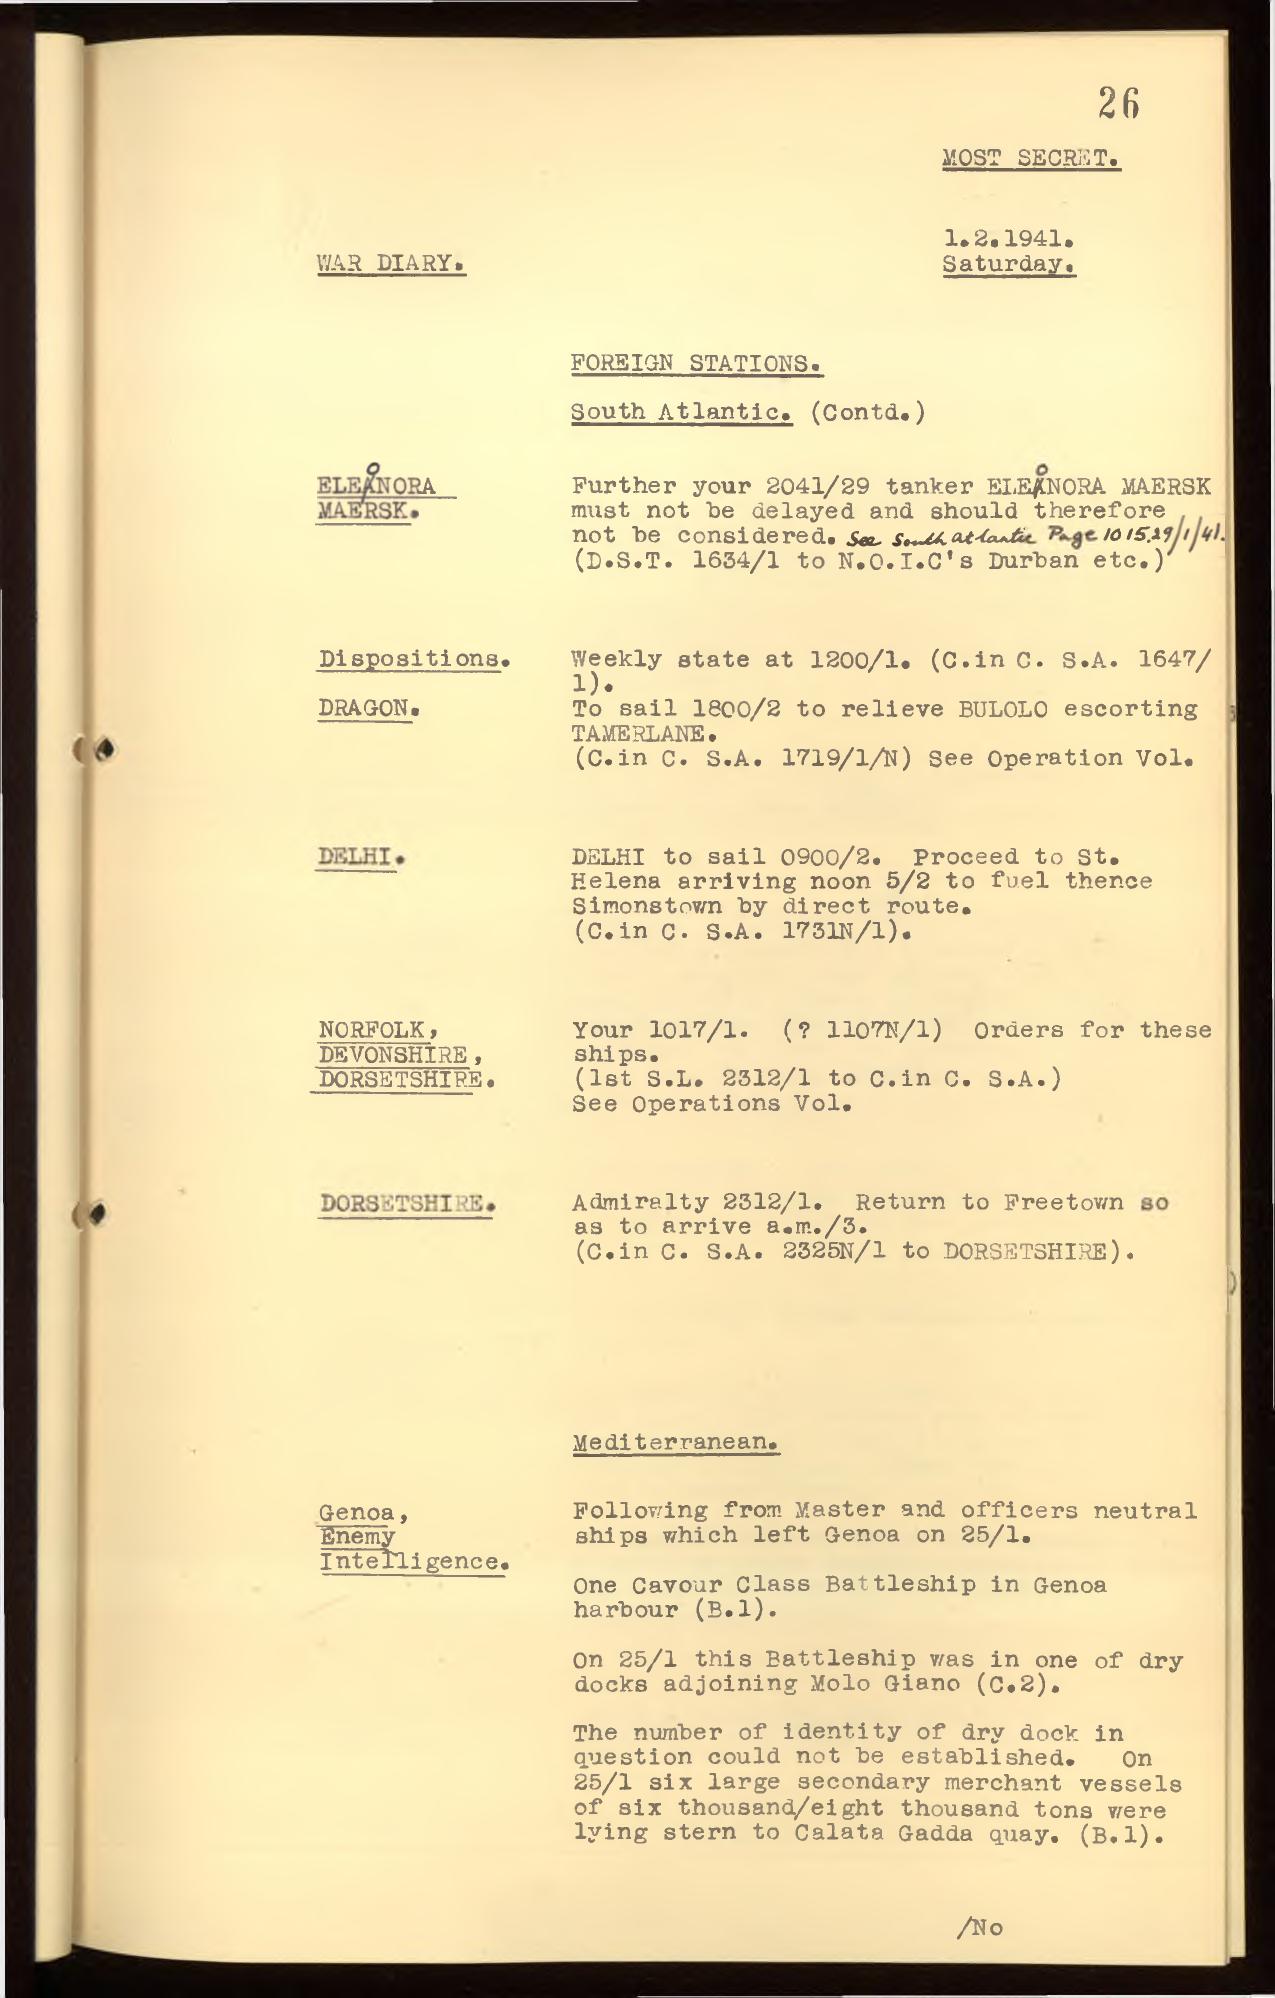 26
MOST SECRET.
1.2.1941.
WAR DIARY.
Saturday.
FOREIGN STATIONS.
South Atlantic. (Contd.)
ELEONORA
MAERSK.
Further your 2041/29 tanker ELEONORA MAERSK
must not be delayed and should therefore
not be considered. See South Atlantic Page 1015.29/1/41.
(D.S.T. 1634/1 to N.O.I.C's Durban etc.)
Dispositions.
Weekly state at 1200/1. (C.in C. S.A. 1647/
1).
DRAGON.
To sail 1800/2 to relieve BULOLO escorting
TAMERLANE.
(C.in C. S.A. 1719/1/N) See Operation Vol.
DELHI.
DELHI to sail 0900/2. Proceed to St.
Helena arriving noon 5/2 to fuel thence
Simonstown by direct route.
(C.in C. S.A. 1731N/1).
NORFOLK,
DEVONSHIRE,
DORSETSHIRE.
Your 1017/1. (? 1107N/1) Orders for these
ships.
(1st S.L. 2312/1 to C.in C. S.A.)
See Operations Vol.
DORSETSHIRE.
Admiralty 2312/1. Return to Freetown so
as to arrive a.m./3.
(C.in C. S.A. 2325N/1 to DORSETSHIRE).
Mediterranean.
Genoa,
Enemy
Intelligence.
Following from Master and officers neutral
ships which left Genoa on 25/1.
One Cavour Class Battleship in Genoa
harbour (B.1).
On 25/1 this Battleship was in one of dry
docks adjoining Molo Giano (C.2).
The number of identity of dry dock in
question could not be established. On
25/1 six large secondary merchant vessels
of six thousand/eight thousand tons were
lying stern to Calata Gadda quay. (B.1).
/No